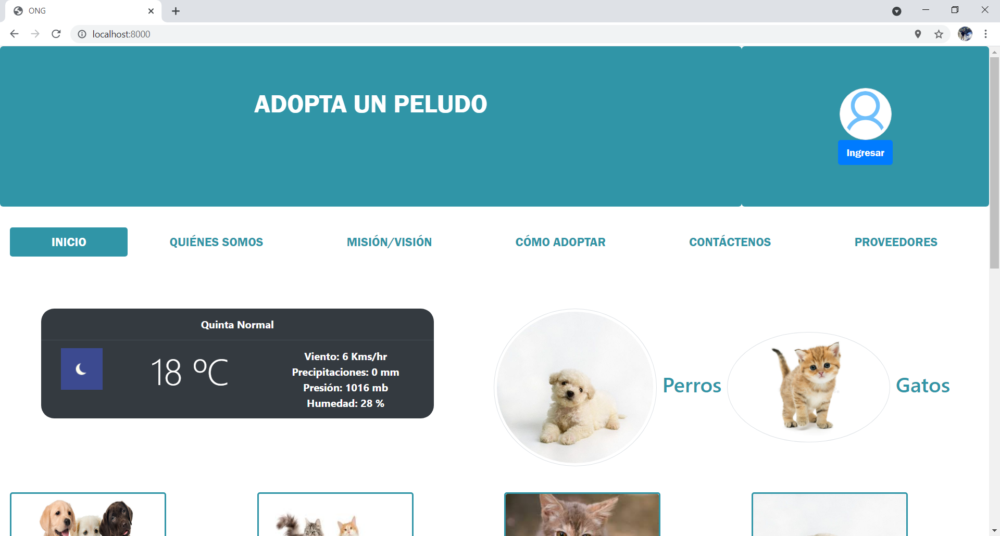 ONG
localhost:8000
ADOPTA UN PELUDO
Ingresar
INICIO
QUIÉNES SOMOS
MISIÓN/VISIÓN
CÓMO ADOPTAR
CONTÁCTENOS
PROVEEDORES
Quinta Normal
18 ºC
Viento: 6 Kms/hr
Precipitaciones: 0 mm
Presión: 1016 mb
Humedad: 28 %
Perros
Gatos